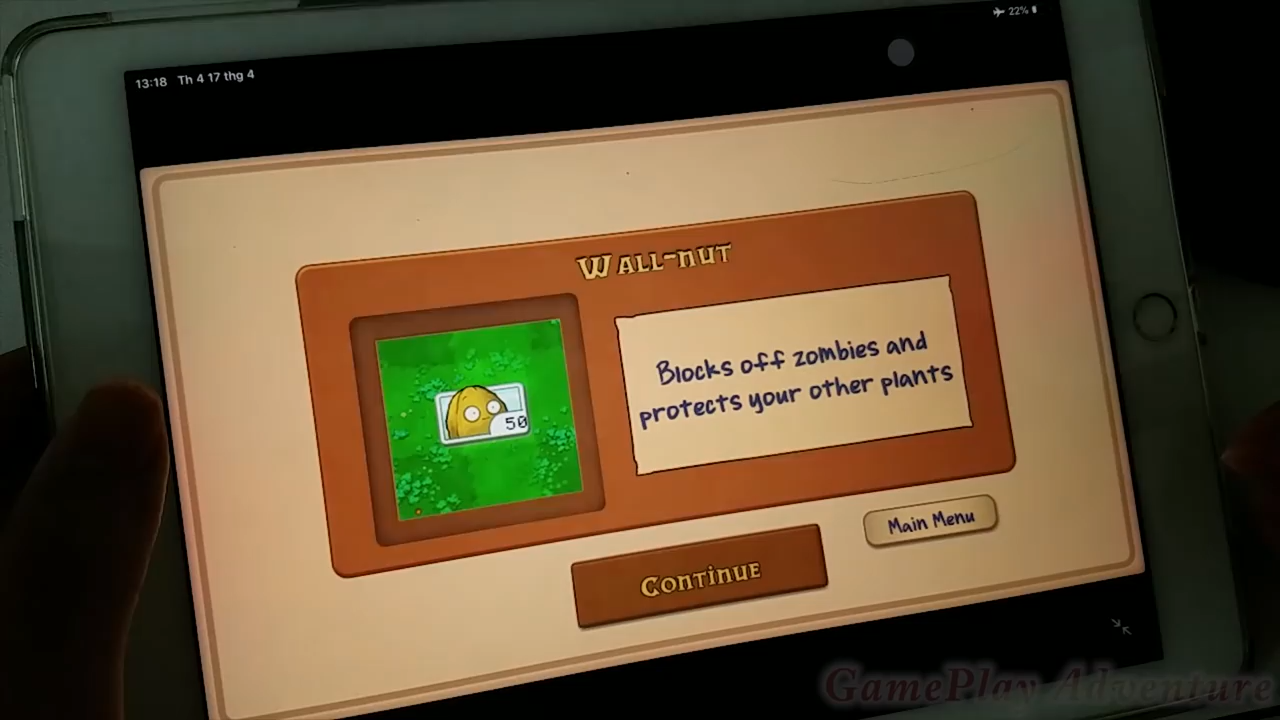 13:18 Th 4 17 thg 4
22%
Wall-nut
50
Blocks off zombies and
protects your other plants
Main Menu
Continue
GamePlay Adventure